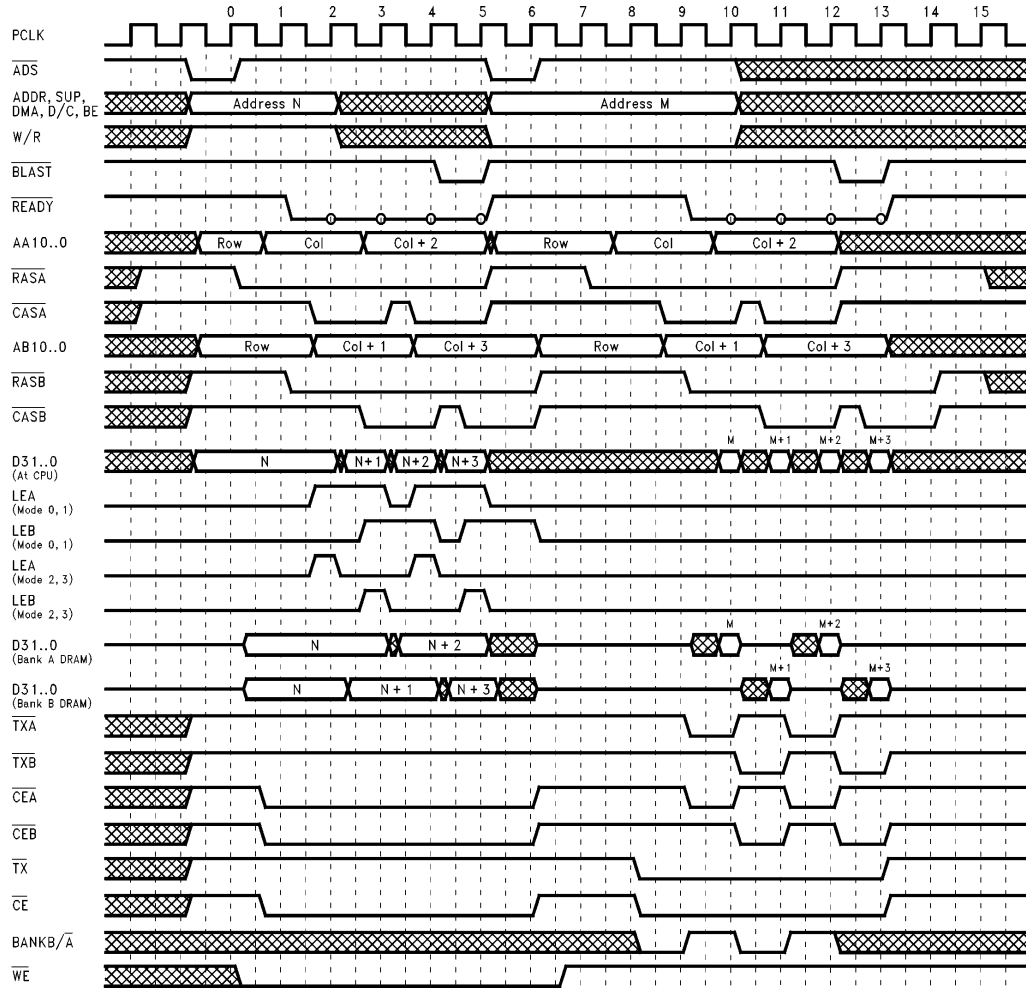 0 1 2 3 4 5 6 7 8 9 10 11 12 13 14 15
PCLK
ADS
ADDR, SUP,
DMA, D/C, BE
Address N Address M
W/R
BLAST
READY
AA10..0 Row Col Col + 2 Row Col Col + 2
RASA
CASA
AB10..0 Row Col + 1 Col + 3 Row Col + 1 Col + 3
RASB
CASB
M M+1 M+2 M+3
D31..0 N N+1 N+2 N+3
(At CPU)
LEA
(Mode 0, 1)
LEB
(Mode 0, 1)
LEA
(Mode 2, 3)
LEB
(Mode 2, 3)
M M+2
D31..0 N N + 2
(Bank A DRAM)
M+1 M+3
D31..0 N N + 1 N + 3
(Bank B DRAM)
TXA
TXB
CEA
CEB
TX
CE
BANKB/A
WE